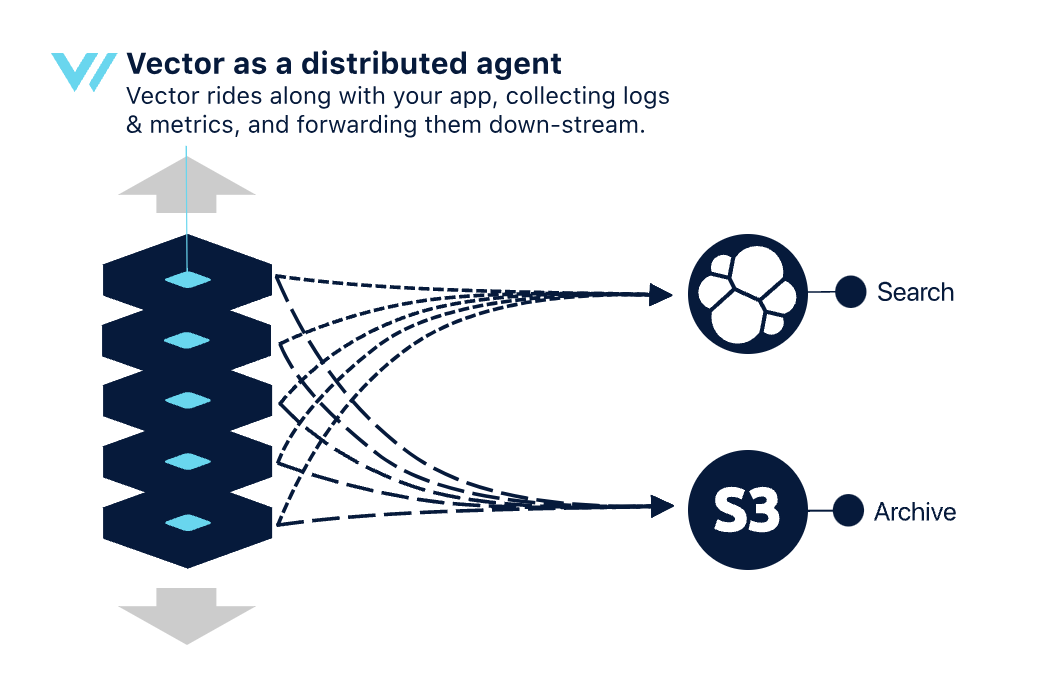 Vector as a distributed agent
Vector rides along with your app, collecting logs
& metrics, and forwarding them down-stream.
Search
S3
Archive